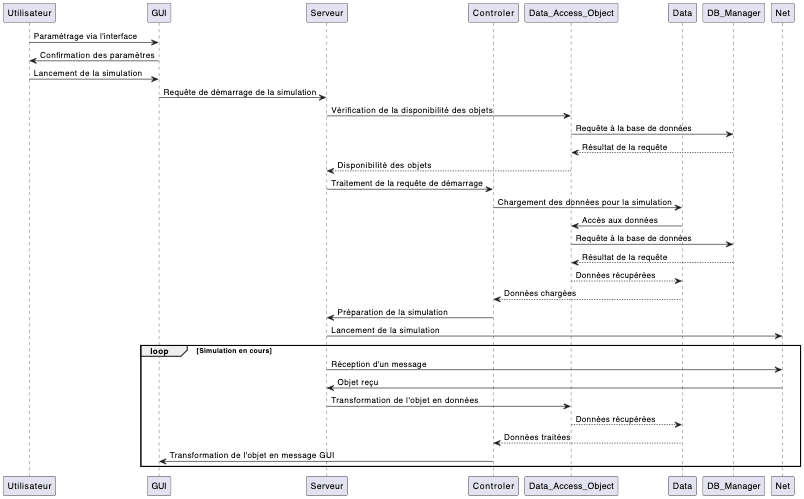 Utilisateur GUI Serveur Controler Data_Access_Object Data DB_Manager Net
Paramétrage via l'interface
Confirmation des paramètres
Lancement de la simulation
Requête de démarrage de la simulation
Vérification de la disponibilité des objets
Requête à la base de données
Résultat de la requête
Disponibilité des objets
Traitement de la requête de démarrage
Chargement des données pour la simulation
Accès aux données
Requête à la base de données
Résultat de la requête
Données récupérées
Données chargées
Préparation de la simulation
Lancement de la simulation
loop [Simulation en cours]
Réception d'un message
Objet reçu
Transformation de l'objet en données
Données récupérées
Données traitées
Transformation de l'objet en message GUI
Utilisateur GUI Serveur Controler Data_Access_Object Data DB_Manager Net